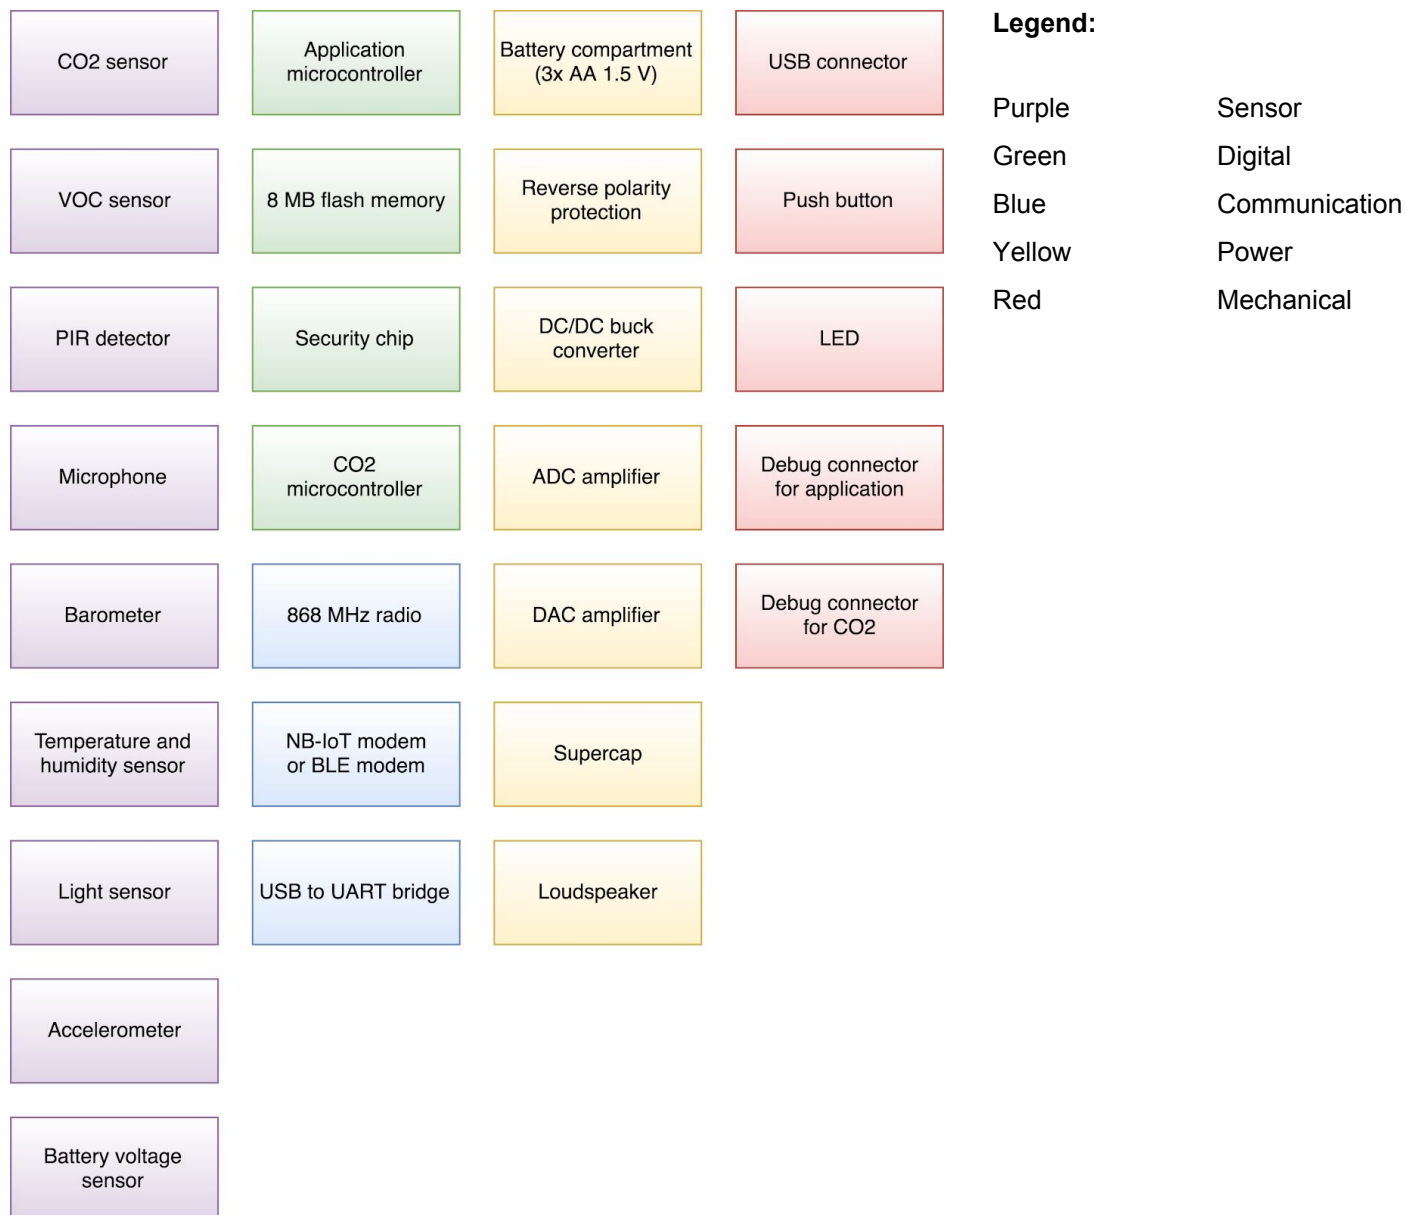 CO2 sensor
VOC sensor
PIR detector
Microphone
Barometer
Temperature and
humidity sensor
Light sensor
Accelerometer
Battery voltage
sensor
Application
microcontroller
8 MB flash memory
Security chip
CO2
microcontroller
868 MHz radio
NB-IoT modem
or BLE modem
USB to UART bridge
Battery compartment
(3x AA 1.5 V)
Reverse polarity
protection
DC/DC buck
converter
ADC amplifier
DAC amplifier
Supercap
Loudspeaker
USB connector
Push button
LED
Debug connector
for application
Debug connector
for CO2
Legend:
Purple Sensor
Green Digital
Blue Communication
Yellow Power
Red Mechanical